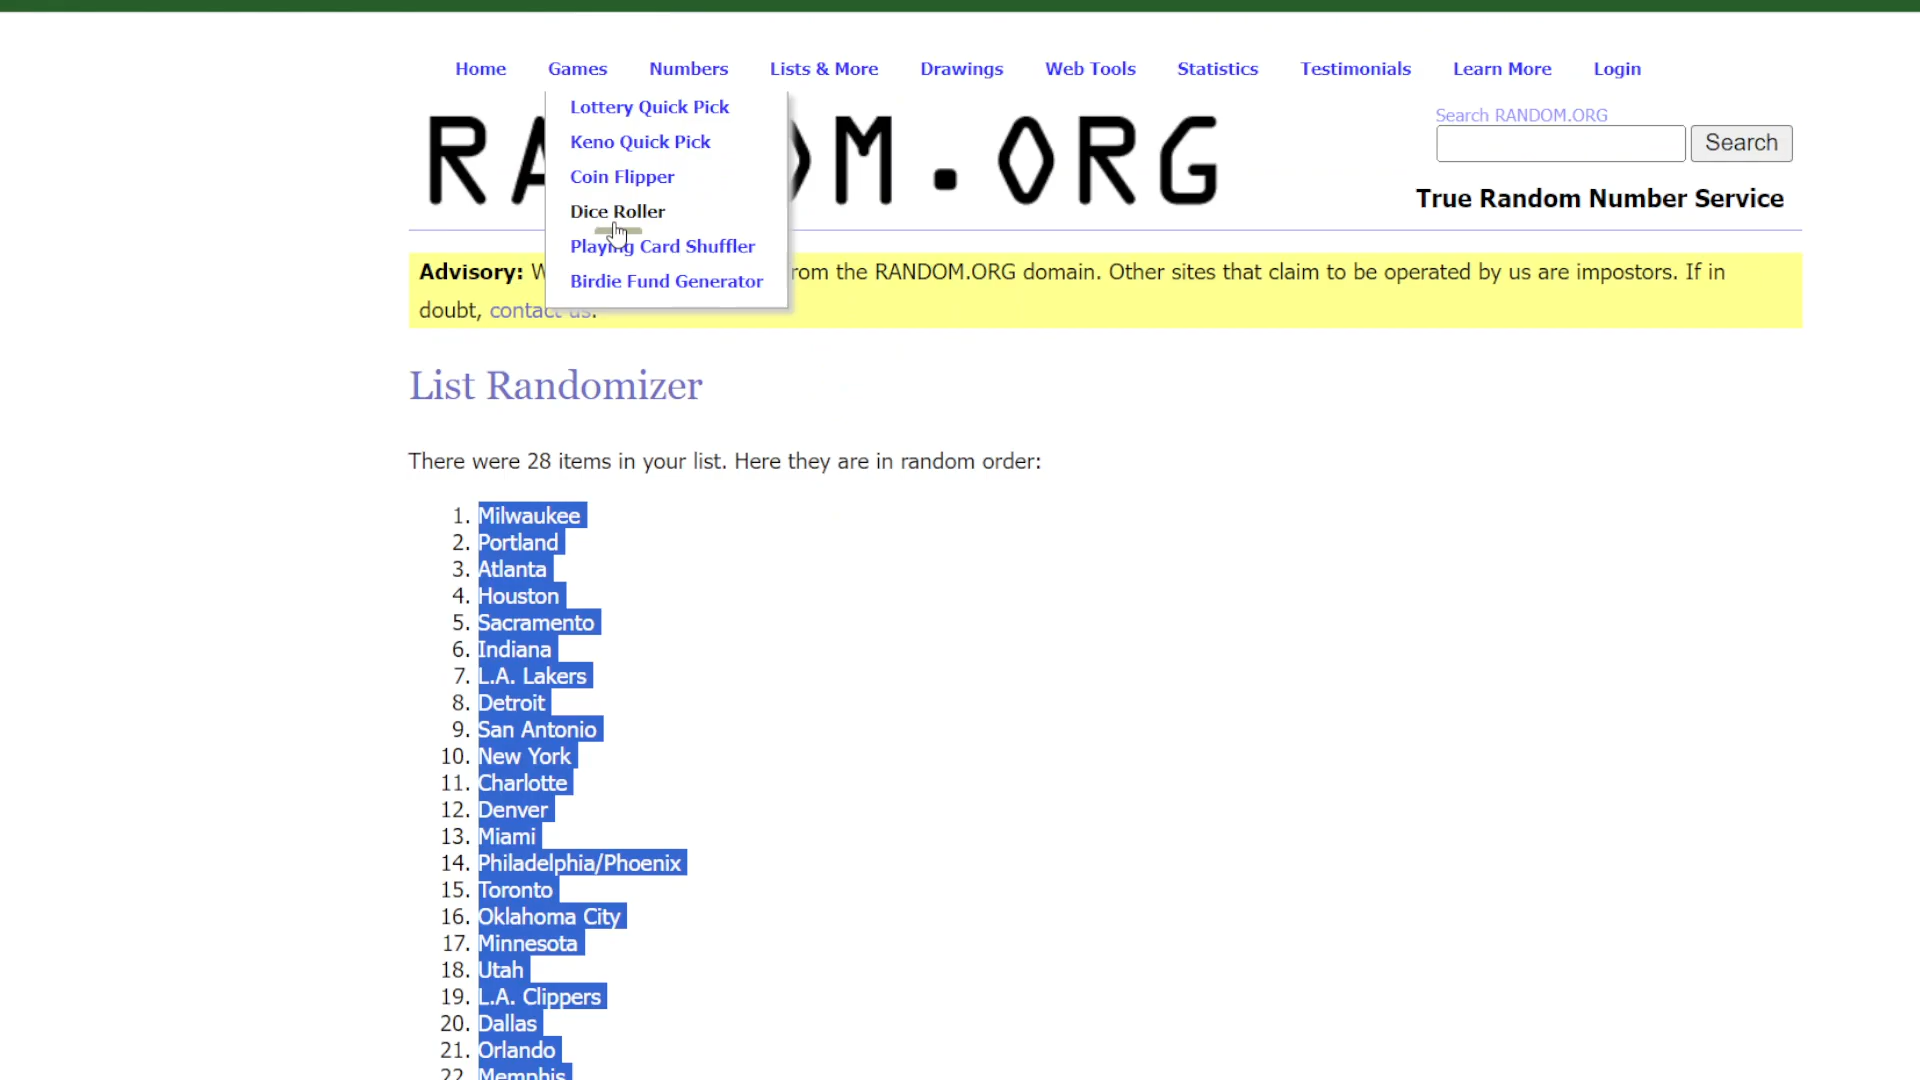 Home Games Numbers Lists & More Drawings Web Tools Statistics Testimonials Learn More Login
Lottery Quick Pick
Keno Quick Pick
Coin Flipper
Dice Roller
Playing Card Shuffler
Birdie Fund Generator
RA M.ORG
Search RANDOM.ORG
Search
True Random Number Service
Advisory: W rom the RANDOM.ORG domain. Other sites that claim to be operated by us are impostors. If in
doubt, contact us.
List Randomizer
There were 28 items in your list. Here they are in random order:
1. Milwaukee
2. Portland
3. Atlanta
4. Houston
5. Sacramento
6. Indiana
7. L.A. Lakers
8. Detroit
9. San Antonio
10. New York
11. Charlotte
12. Denver
13. Miami
14. Philadelphia/Phoenix
15. Toronto
16. Oklahoma City
17. Minnesota
18. Utah
19. L.A. Clippers
20. Dallas
21. Orlando
22. Memphis